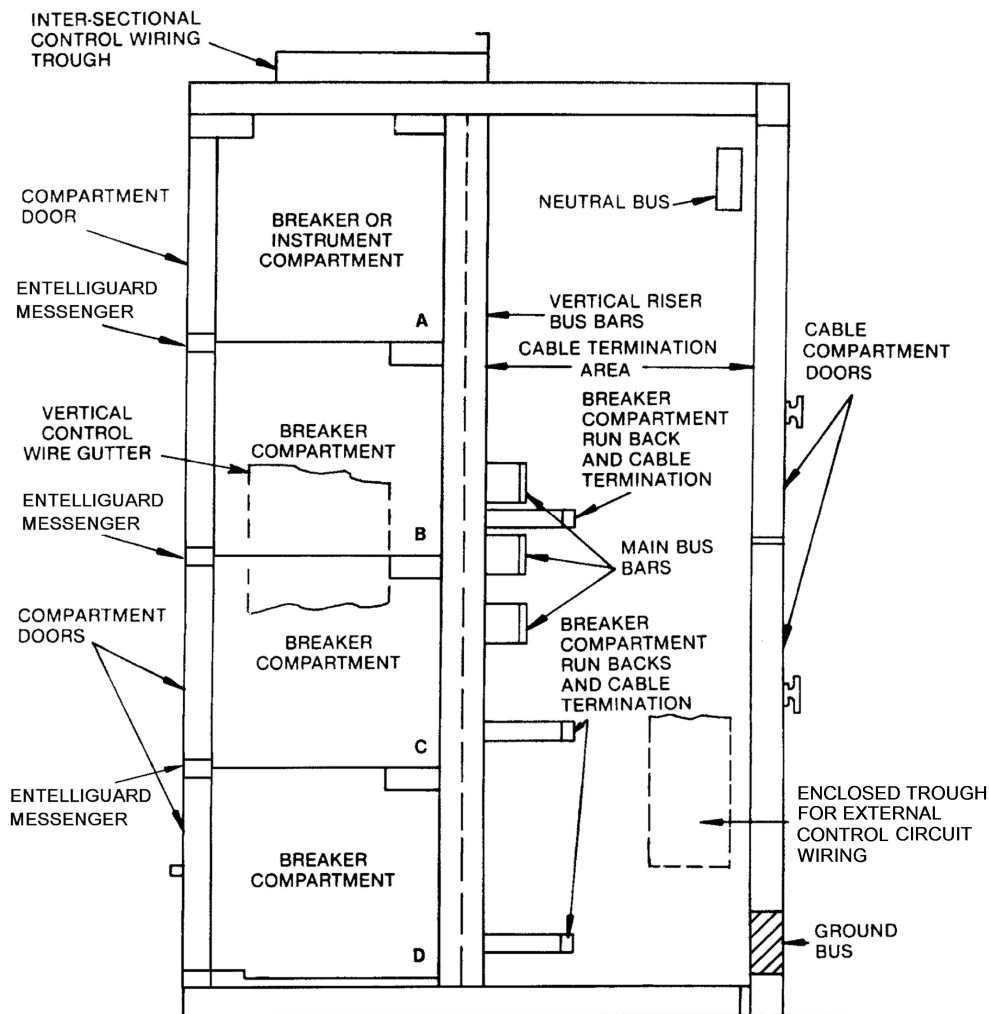 INTER-SECTIONAL
CONTROL WIRING
TROUGH
COMPARTMENT
DOOR
BREAKER OR
INSTRUMENT
COMPARTMENT
NEUTRAL BUS
ENTELLIGUARD
MESSENGER
A
VERTICAL RISER
BUS BARS
CABLE TERMINATION
AREA
CABLE
COMPARTMENT
DOORS
VERTICAL
CONTROL
WIRE GUTTER
BREAKER
COMPARTMENT
BREAKER
COMPARTMENT
RUN BACK
AND CABLE
TERMINATION
ENTELLIGUARD
MESSENGER
B
MAIN BUS
BARS
COMPARTMENT
DOORS
BREAKER
COMPARTMENT
BREAKER
COMPARTMENT
RUN BACKS
AND CABLE
TERMINATION
C
ENTELLIGUARD
MESSENGER
ENCLOSED TROUGH
FOR EXTERNAL
CONTROL CIRCUIT
WIRING
BREAKER
COMPARTMENT
D
GROUND
BUS